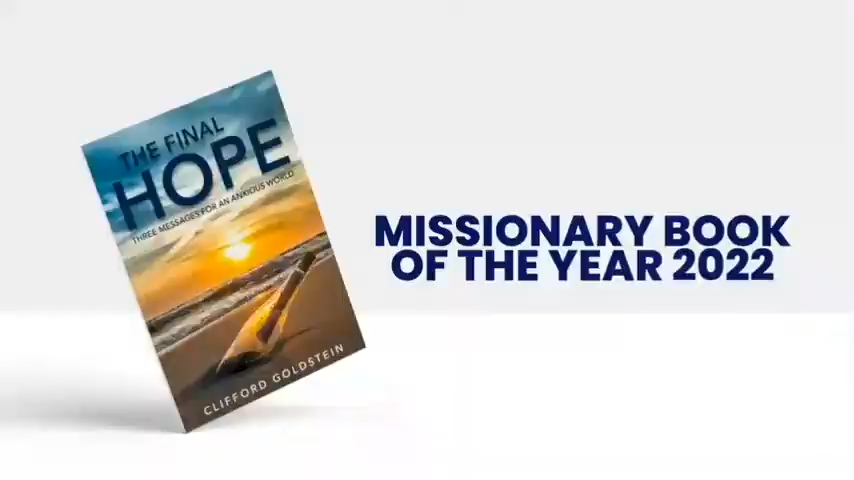 THE FINAL
HOPE
THREE MESSAGES FOR AN ANXIOUS WORLD
CLIFFORD GOLDSTEIN
MISSIONARY BOOK
OF THE YEAR 2022